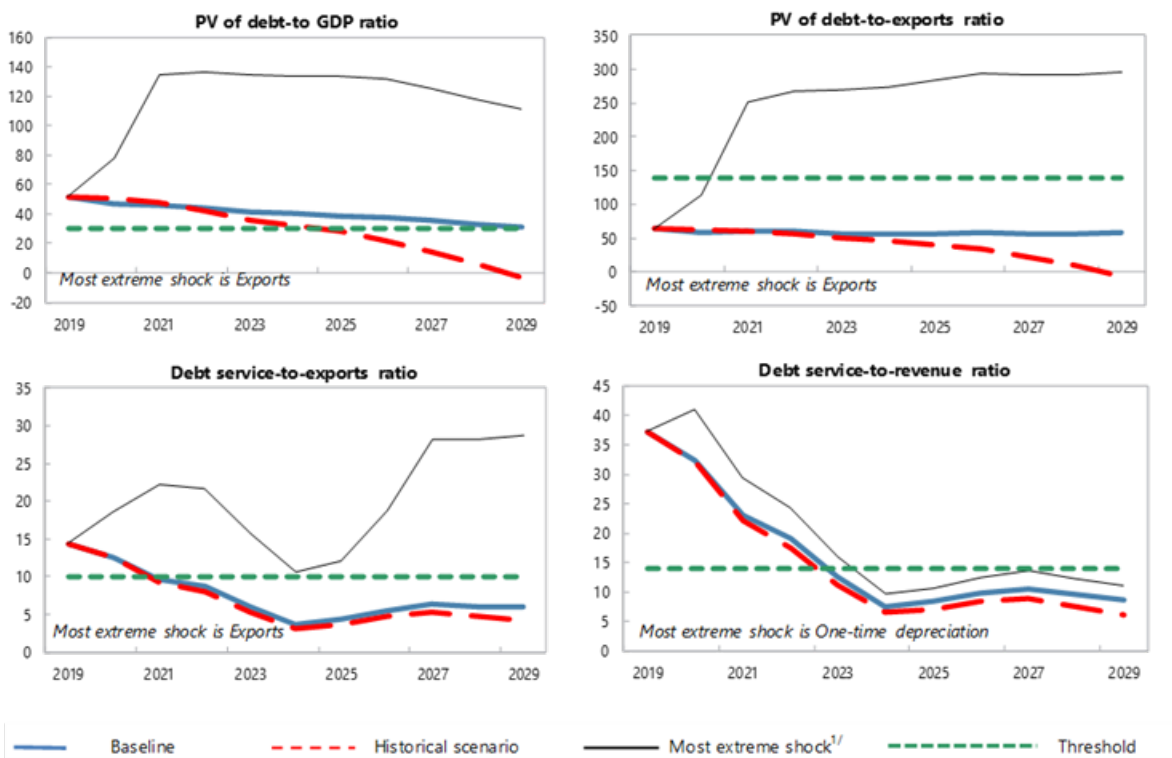 PV of debt-to GDP ratio
160
140
120
100
80
60
40
20
0
-20
Most extreme shock is Exports
2019 2021 2023 2025 2027 2029
PV of debt-to-exports ratio
350
300
250
200
150
100
50
0
-50
Most extreme shock is Exports
2019 2021 2023 2025 2027 2029
Debt service-to-exports ratio
35
30
25
20
15
10
5
0
Most extreme shock is Exports
2019 2021 2023 2025 2027 2029
Debt service-to-revenue ratio
45
40
35
30
25
20
15
10
5
0
Most extreme shock is One-time depreciation
2019 2021 2023 2025 2027 2029
Baseline Historical scenario Most extreme shock1/ Threshold